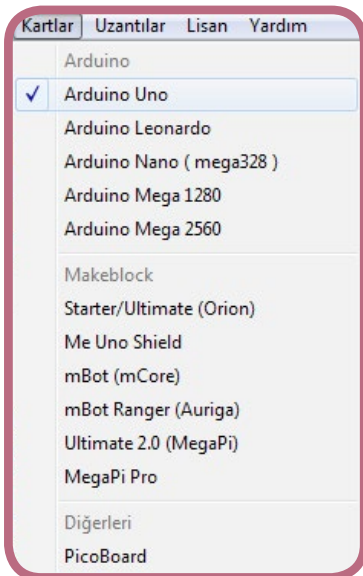 Kartlar Uzantılar Lisan Yardım
Arduino
Arduino Uno
Arduino Leonardo
Arduino Nano ( mega328 )
Arduino Mega 1280
Arduino Mega 2560
Makeblock
Starter/Ultimate (Orion)
Me Uno Shield
mBot (mCore)
mBot Ranger (Auriga)
Ultimate 2.0 (MegaPi)
MegaPi Pro
Diğerleri
PicoBoard